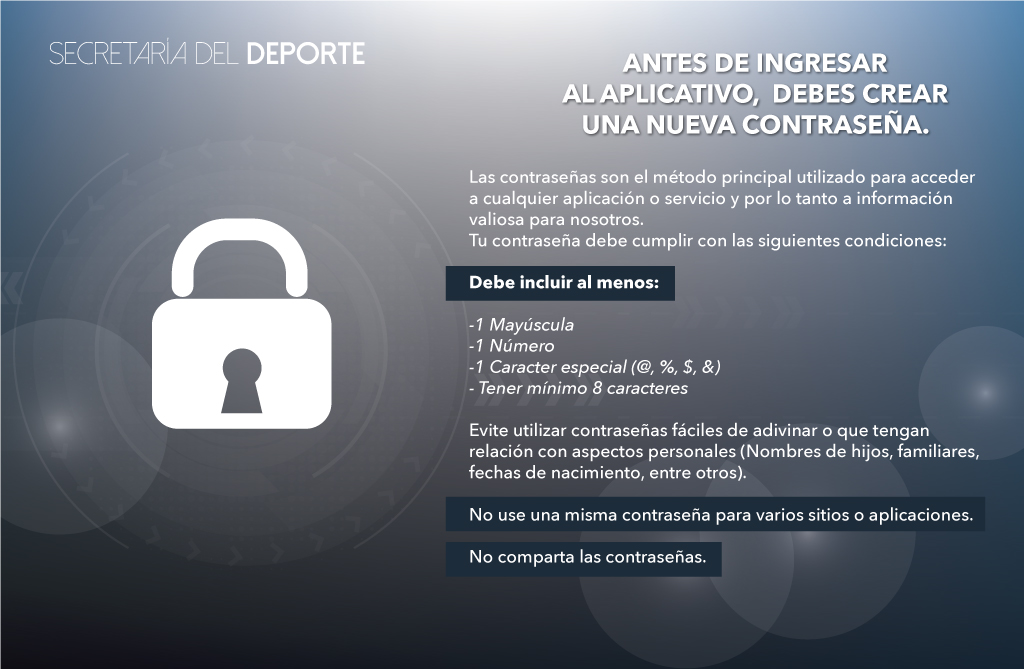 SECRETARÍA DEL DEPORTE
ANTES DE INGRESAR
AL APLICATIVO, DEBES CREAR
UNA NUEVA CONTRASEÑA.
Las contraseñas son el método principal utilizado para acceder
a cualquier aplicación o servicio y por lo tanto a información
valiosa para nosotros.
Tu contraseña debe cumplir con las siguientes condiciones:
Debe incluir al menos:
-1 Mayúscula
-1 Número
-1 Caracter especial (@, %, $, &)
- Tener mínimo 8 caracteres
Evite utilizar contraseñas fáciles de adivinar o que tengan
relación con aspectos personales (Nombres de hijos, familiares,
fechas de nacimiento, entre otros).
No use una misma contraseña para varios sitios o aplicaciones.
No comparta las contraseñas.